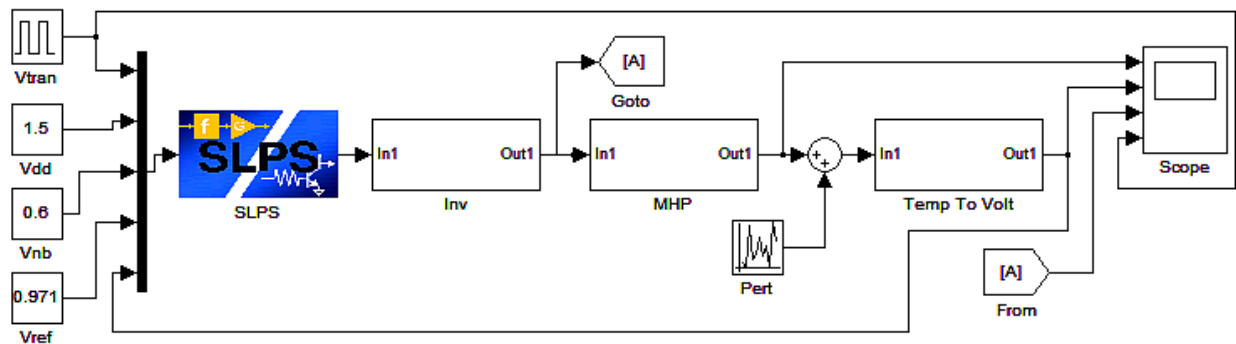 Vtran
1.5
Vdd
0.6
Vnb
0.971
Vref
f
G
SLPS
SLPS
In1
Out1
Inv
[A]
Goto
In1
Out1
MHP
+
+
Pert
In1
Out1
Temp To Volt
[A]
From
Scope